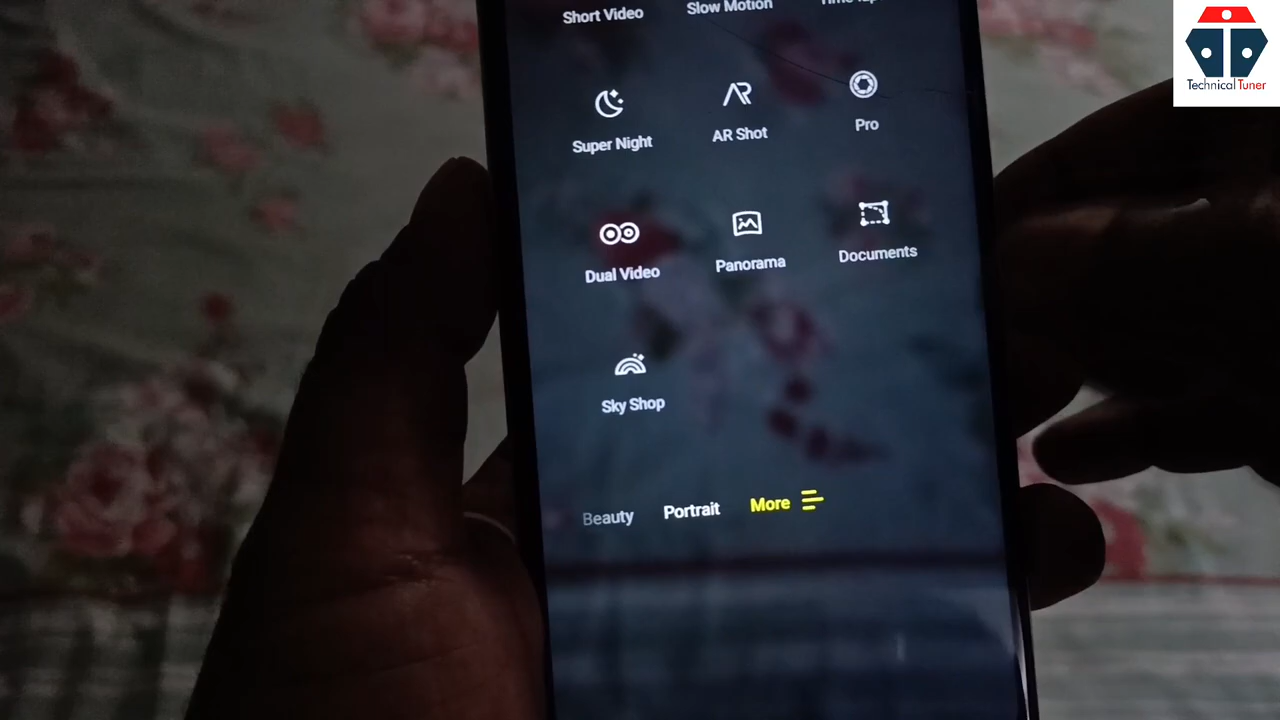 Short Video
Slow Motion
Technical Tuner
Super Night
AR Shot
Pro
Dual Video
Panorama
Documents
Sky Shop
Beauty
Portrait
More